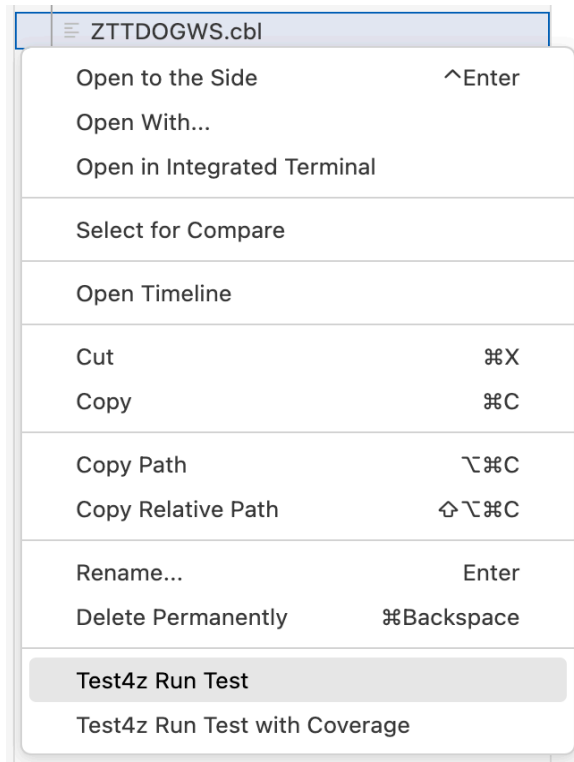 ZTTDOGWS.cbl
Open to the Side ^Enter
Open With...
Open in Integrated Terminal
Select for Compare
Open Timeline
Cut ⌘X
Copy ⌘C
Copy Path ⌥⌘C
Copy Relative Path ⇧⌥⌘C
Rename... Enter
Delete Permanently ⌘Backspace
Test4z Run Test
Test4z Run Test with Coverage